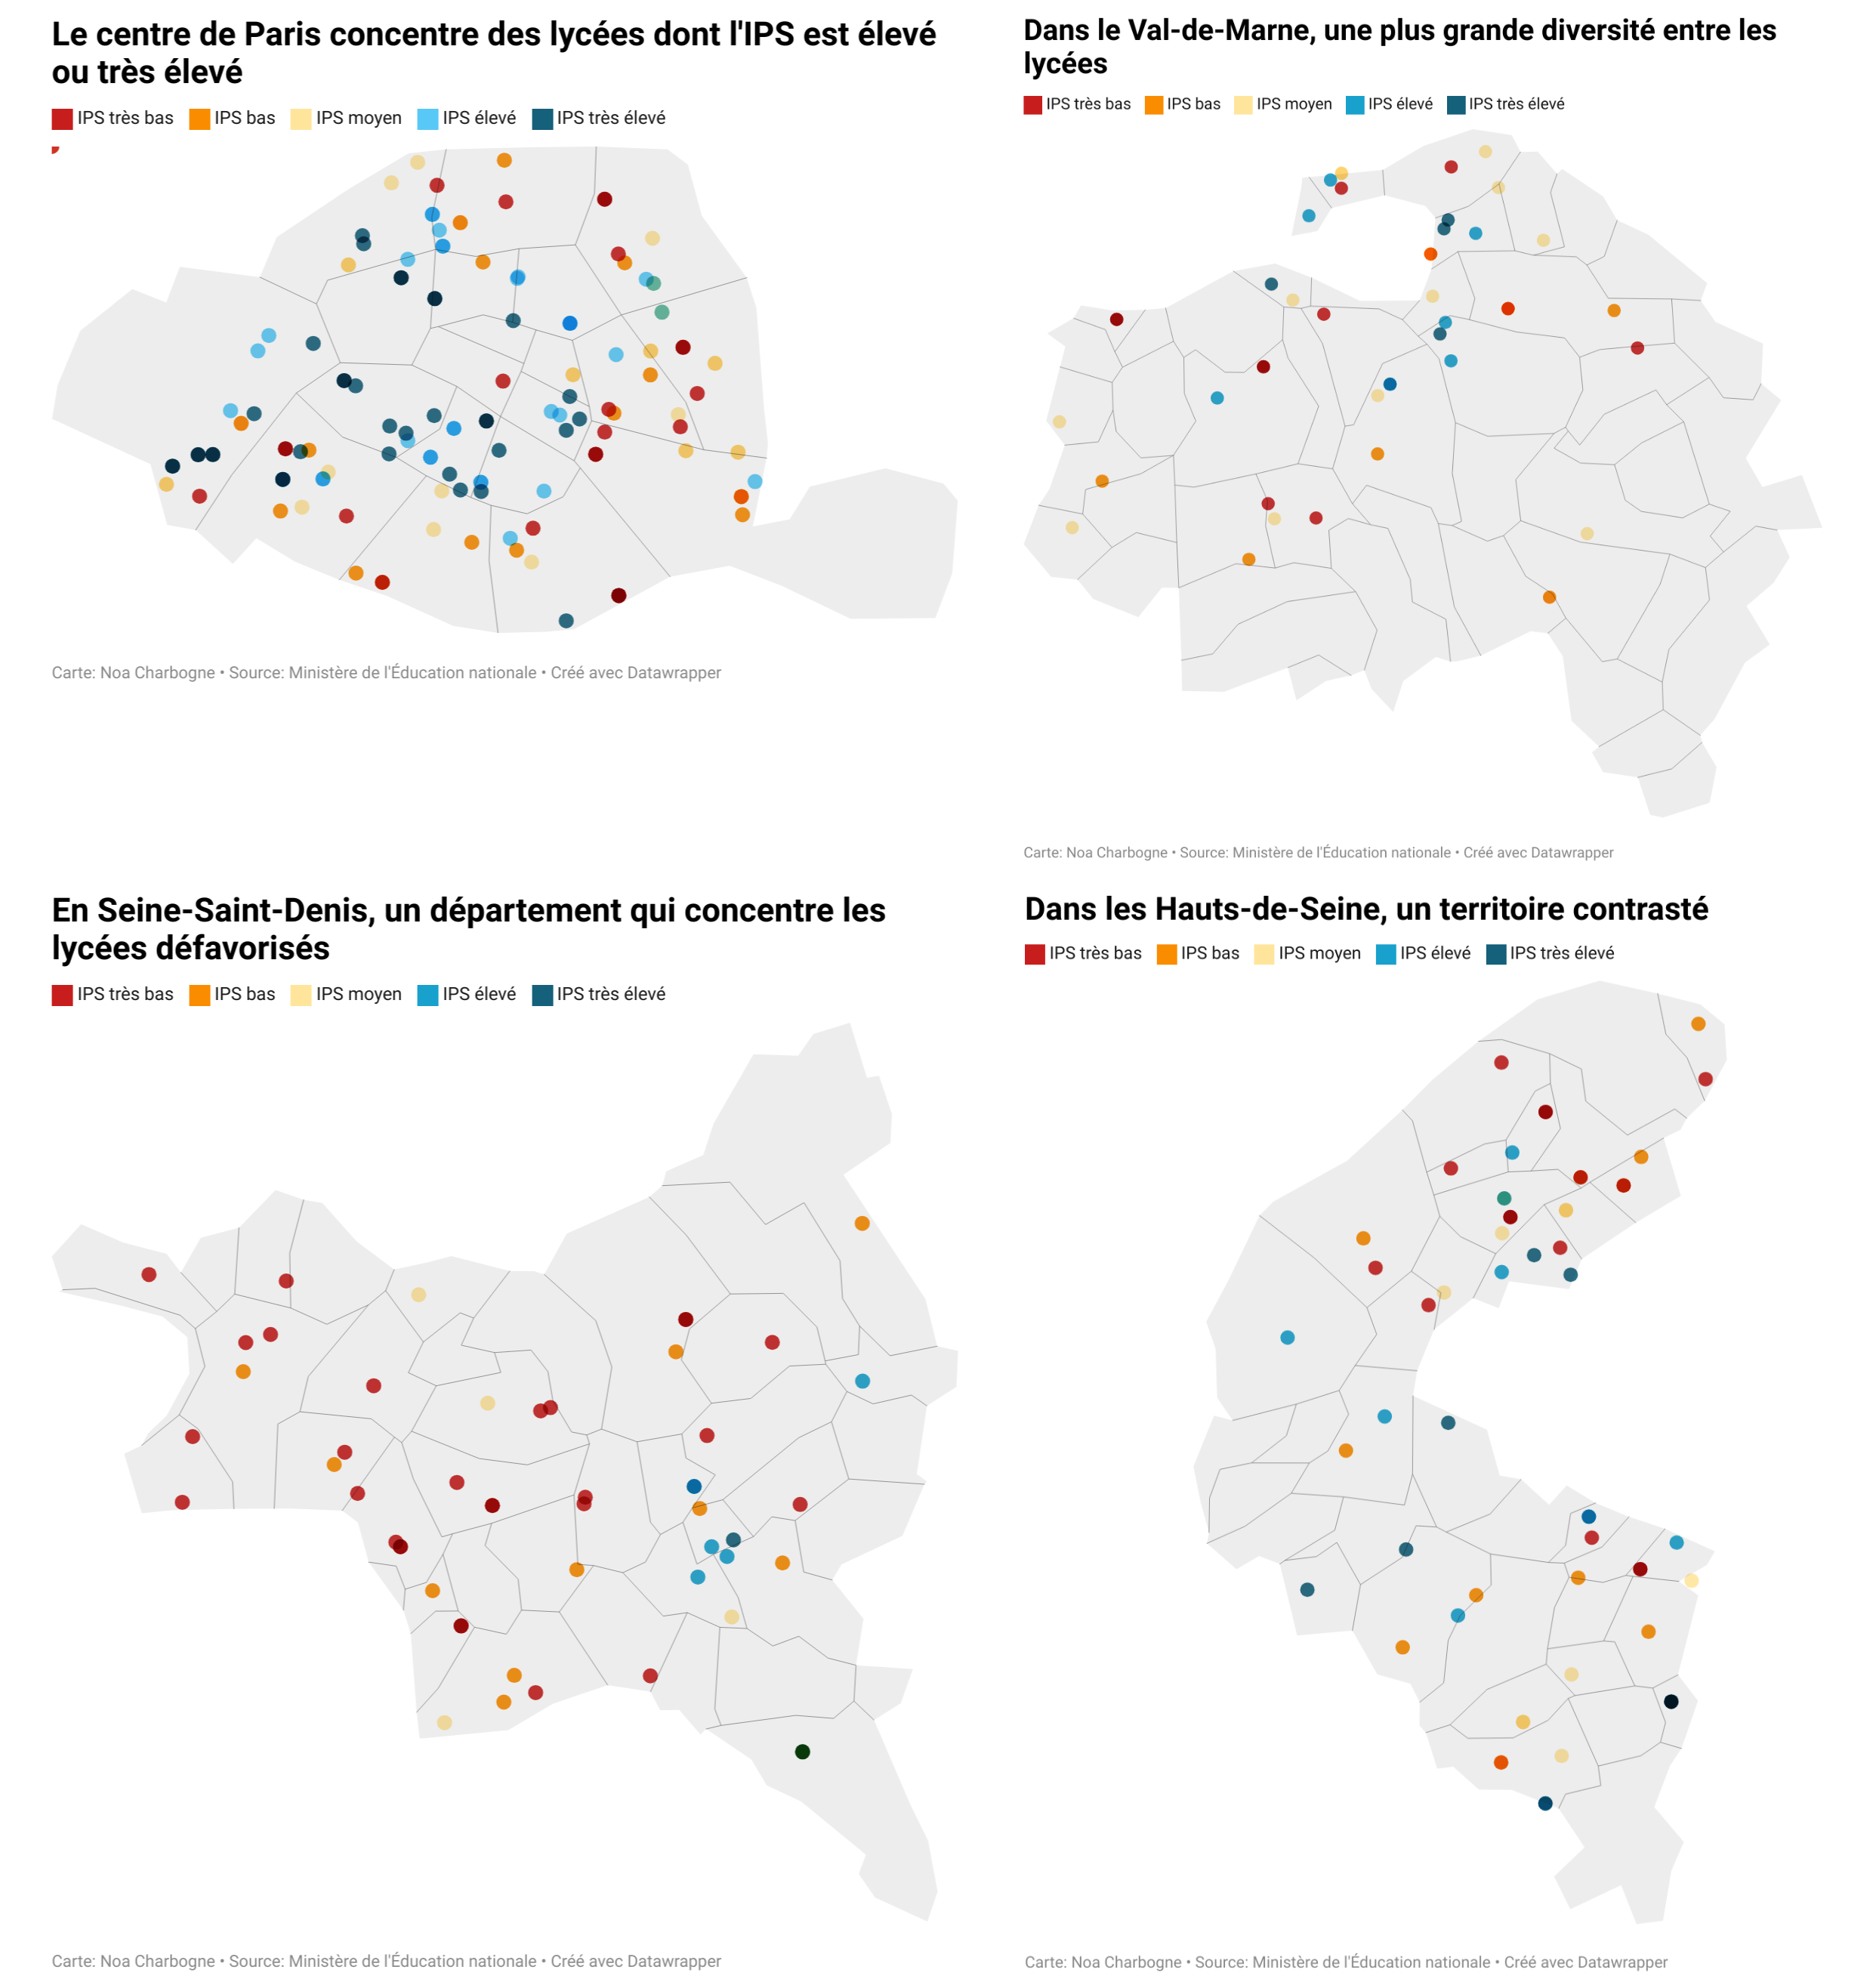 Le centre de Paris concentre des lycées dont l'IPS est élevé
ou très élevé
IPS très bas IPS bas IPS moyen IPS élevé IPS très élevé
Carte: Noa Charbogne • Source: Ministère de l'Éducation nationale • Créé avec Datawrapper
Dans le Val-de-Marne, une plus grande diversité entre les
lycées
IPS très bas IPS bas IPS moyen IPS élevé IPS très élevé
Carte: Noa Charbogne • Source: Ministère de l'Éducation nationale • Créé avec Datawrapper
En Seine-Saint-Denis, un département qui concentre les
lycées défavorisés
IPS très bas IPS bas IPS moyen IPS élevé IPS très élevé
Carte: Noa Charbogne • Source: Ministère de l'Éducation nationale • Créé avec Datawrapper
Dans les Hauts-de-Seine, un territoire contrasté
IPS très bas IPS bas IPS moyen IPS élevé IPS très élevé
Carte: Noa Charbogne • Source: Ministère de l'Éducation nationale • Créé avec Datawrapper